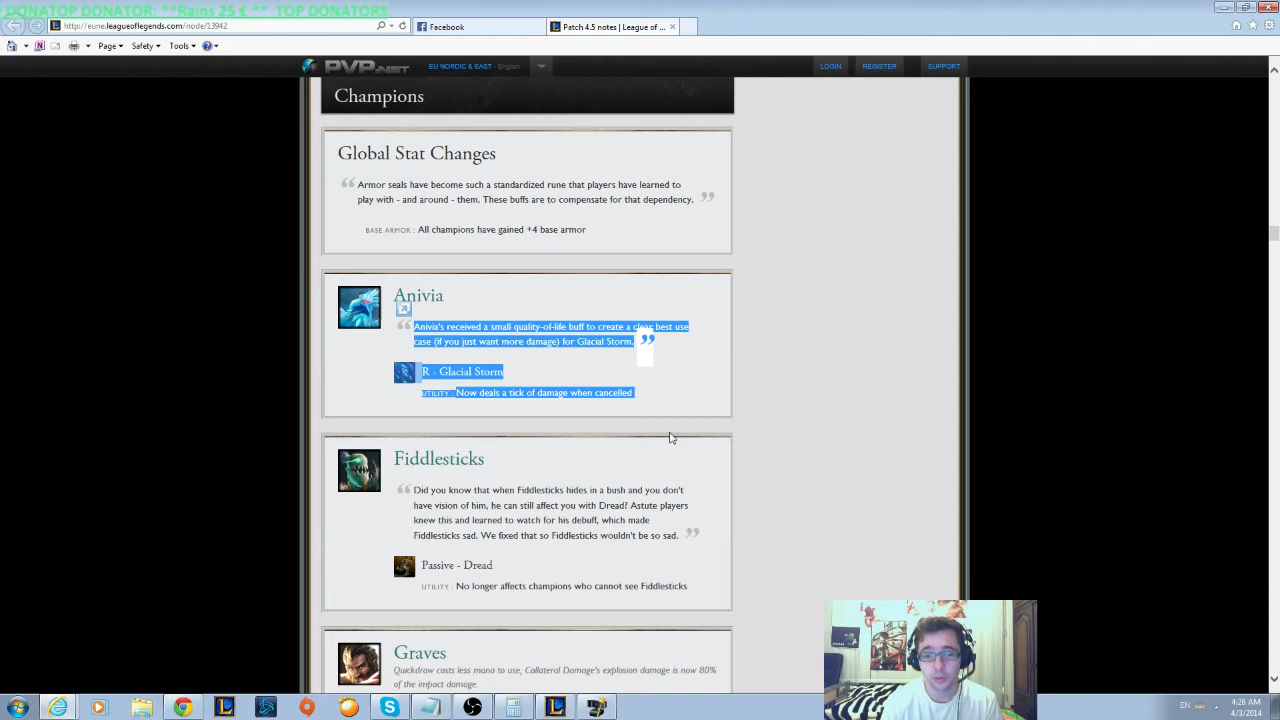 DONATOP DONATOR: **Rains 25 € ** TOP DONATORS
http://eune.leagueoflegends.com/node/13942
Facebook
Patch 4.5 notes | League of ...
Page
Safety
Tools
PVP.NET
EU NORDIC & EAST - English
LOGIN
REGISTER
SUPPORT
Champions
Global Stat Changes
Armor seals have become such a standardized rune that players have learned to
play with - and around - them. These buffs are to compensate for that dependency.
BASE ARMOR : All champions have gained +4 base armor
Anivia
Anivia's received a small quality-of-life buff to create a clear best use
case (if you just want more damage) for Glacial Storm.
R - Glacial Storm
UTILITY : Now deals a tick of damage when cancelled
Fiddlesticks
Did you know that when Fiddlesticks hides in a bush and you don't
have vision of him, he can still affect you with Dread? Astute players
knew this and learned to watch for his debuff, which made
Fiddlesticks sad. We fixed that so Fiddlesticks wouldn't be so sad.
Passive - Dread
UTILITY : No longer affects champions who cannot see Fiddlesticks
Graves
Quickdraw costs less mana to use, Collateral Damage's explosion damage is now 80%
of the impact damage.
EN
4:28 AM
4/3/2014